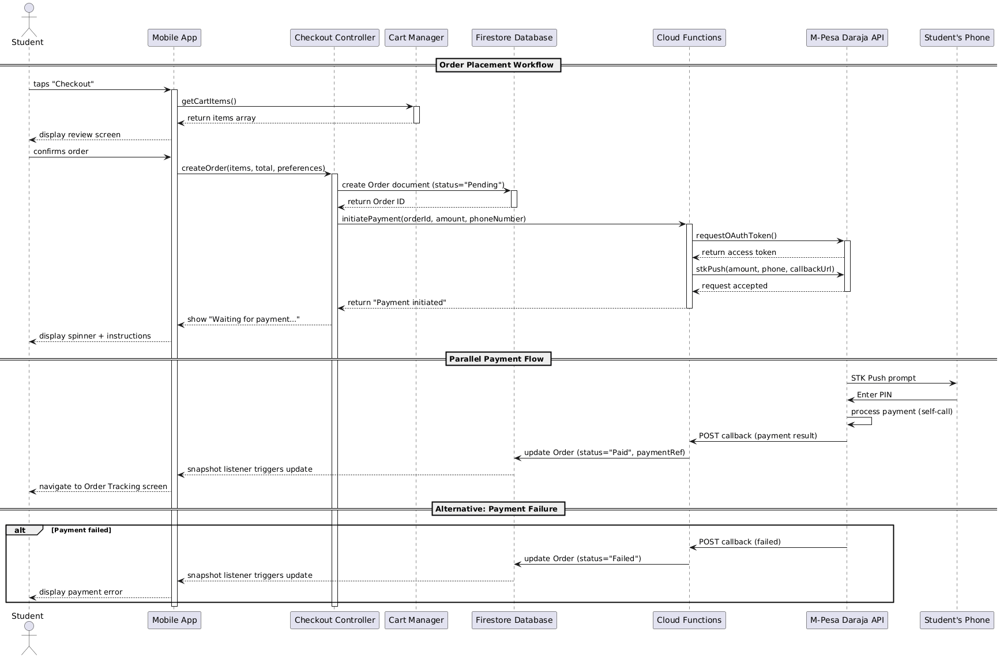 Student
Mobile App
Checkout Controller
Cart Manager
Firestore Database
Cloud Functions
M-Pesa Daraja API
Student's Phone
Order Placement Workflow
taps "Checkout"
getCartItems()
return items array
display review screen
confirms order
createOrder(items, total, preferences)
create Order document (status="Pending")
return Order ID
initiatePayment(orderId, amount, phoneNumber)
requestOAuthToken()
return access token
stkPush(amount, phone, callbackUrl)
request accepted
return "Payment initiated"
show "Waiting for payment..."
display spinner + instructions
Parallel Payment Flow
STK Push prompt
Enter PIN
process payment (self-call)
POST callback (payment result)
update Order (status="Paid", paymentRef)
snapshot listener triggers update
navigate to Order Tracking screen
Alternative: Payment Failure
alt [Payment failed]
POST callback (failed)
update Order (status="Failed")
snapshot listener triggers update
display payment error
Student
Mobile App
Checkout Controller
Cart Manager
Firestore Database
Cloud Functions
M-Pesa Daraja API
Student's Phone